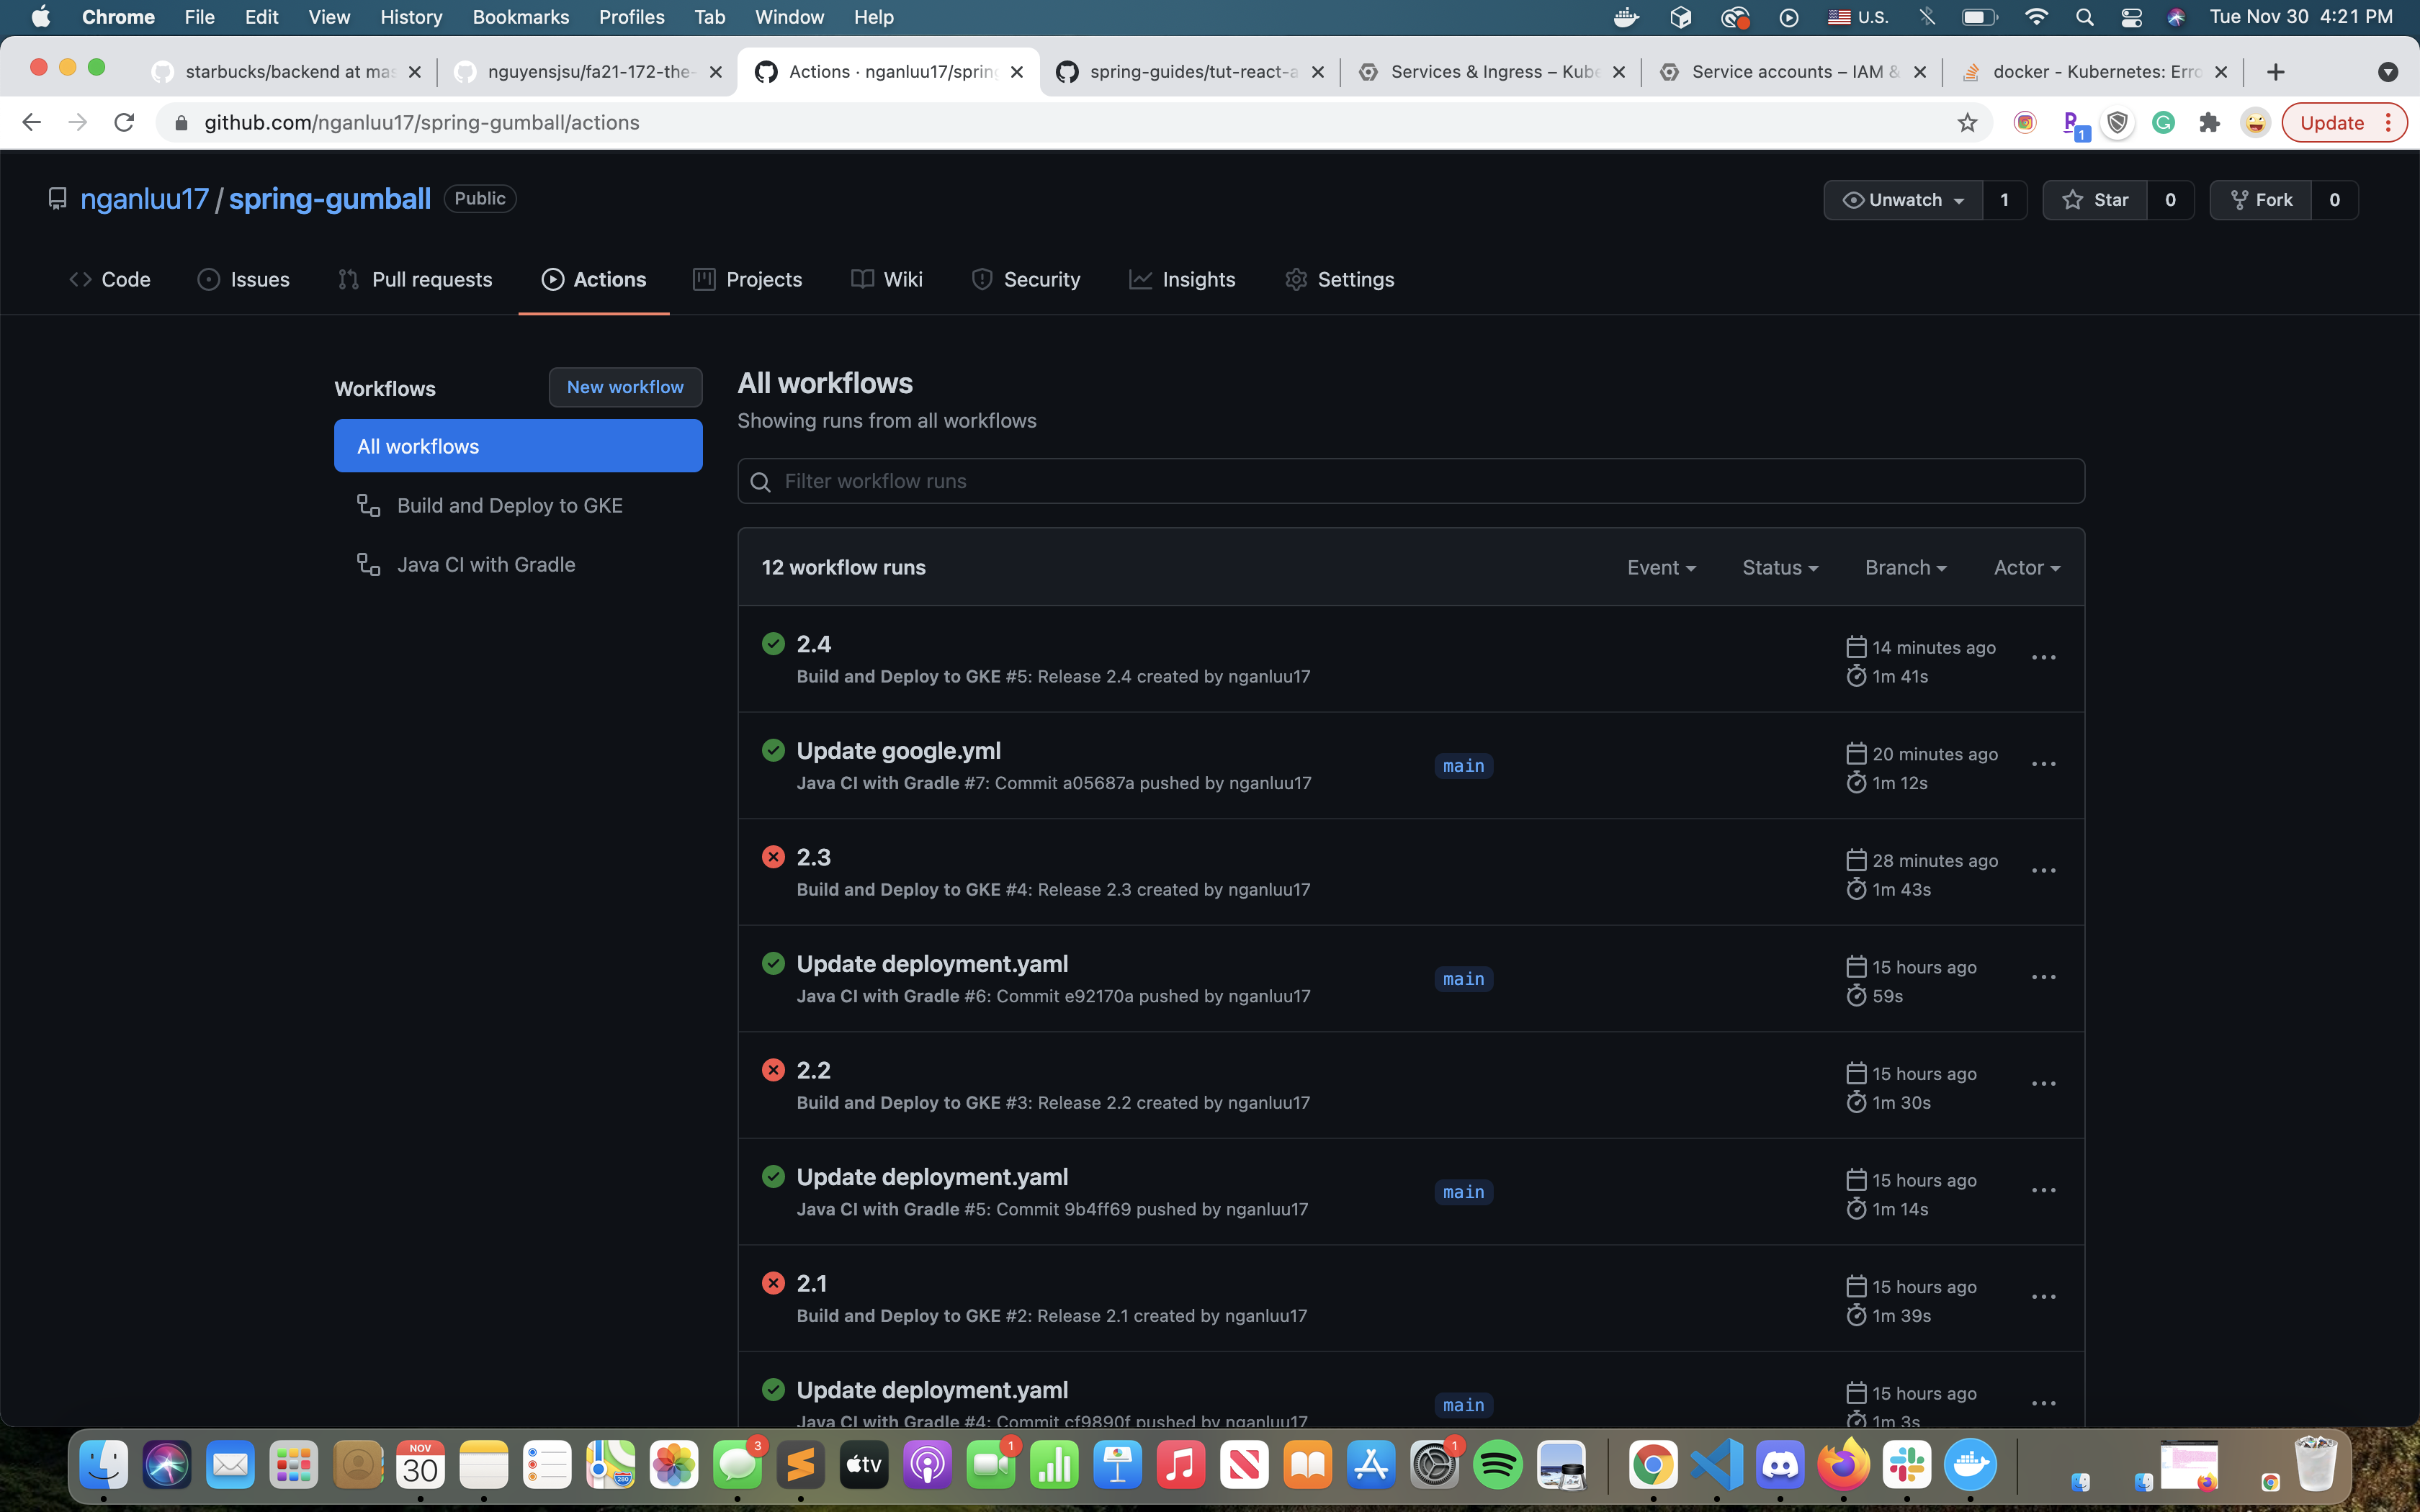 Chrome File Edit View History Bookmarks Profiles Tab Window Help U.S. Tue Nov 30 4:21 PM
starbucks/backend at mas nguyensjsu/fa21-172-the- Actions · nganluu17/spring spring-guides/tut-react-a Services & Ingress – Kube Service accounts – IAM & docker - Kubernetes: Erro
github.com/nganluu17/spring-gumball/actions 1 Update
nganluu17 / spring-gumball Public Unwatch 1 Star 0 Fork 0
Code Issues Pull requests Actions Projects Wiki Security Insights Settings
Workflows New workflow
All workflows
Build and Deploy to GKE
Java CI with Gradle
All workflows
Showing runs from all workflows
Filter workflow runs
12 workflow runs Event Status Branch Actor
2.4 14 minutes ago
Build and Deploy to GKE #5: Release 2.4 created by nganluu17 1m 41s
Update google.yml main 20 minutes ago
Java CI with Gradle #7: Commit a05687a pushed by nganluu17 1m 12s
2.3 28 minutes ago
Build and Deploy to GKE #4: Release 2.3 created by nganluu17 1m 43s
Update deployment.yaml main 15 hours ago
Java CI with Gradle #6: Commit e92170a pushed by nganluu17 59s
2.2 15 hours ago
Build and Deploy to GKE #3: Release 2.2 created by nganluu17 1m 30s
Update deployment.yaml main 15 hours ago
Java CI with Gradle #5: Commit 9b4ff69 pushed by nganluu17 1m 14s
2.1 15 hours ago
Build and Deploy to GKE #2: Release 2.1 created by nganluu17 1m 39s
Update deployment.yaml main 15 hours ago
Java CI with Gradle #4: Commit cf9890f pushed by nganluu17 1m 3s
NOV 30 280 3 tv 1 1